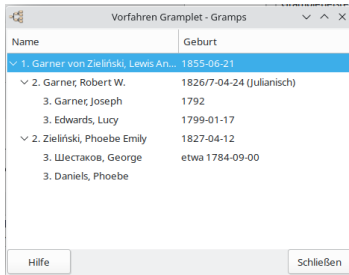 Vorfahren Gramplet - Gramps
Name Geburt
1. Garner von Zieliński, Lewis An... 1855-06-21
2. Garner, Robert W. 1826/7-04-24 (Julianisch)
3. Garner, Joseph 1792
3. Edwards, Lucy 1799-01-17
2. Zieliński, Phoebe Emily 1827-04-12
3. Шестаков, George etwa 1784-09-00
3. Daniels, Phoebe
Hilfe Schließen